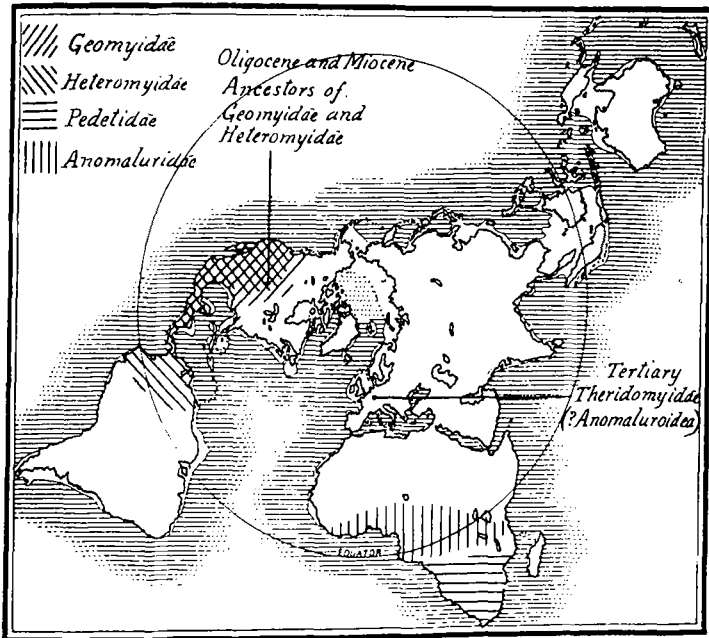 Geomyidae
Heteromyidae
Pedetidae
Anomaluridae
Oligocene and Miocene
Ancestors of
Geomyidae and
Heteromyidae
Tertiary
Theridomyidae
(?Anomaluroidea)
EQUATOR